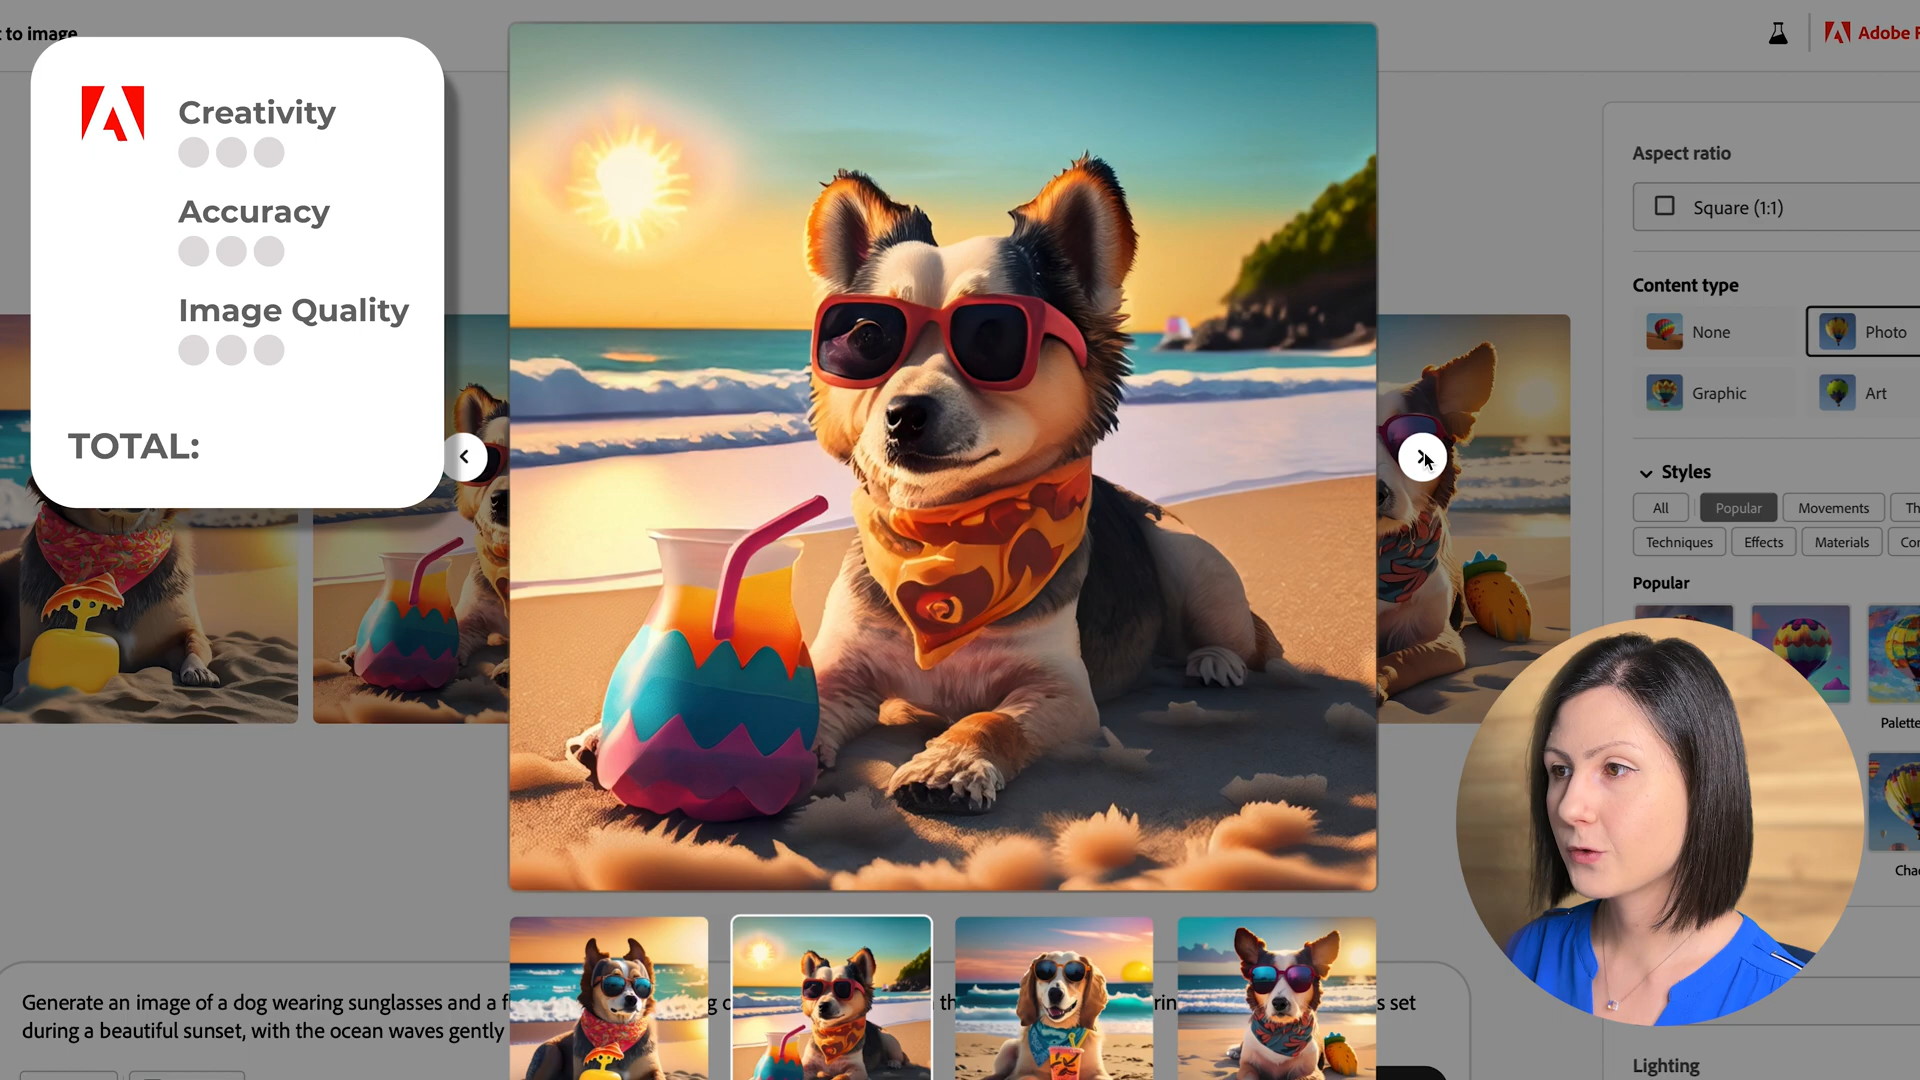 to image
Adobe
Creativity
Accuracy
Image Quality
TOTAL:
Aspect ratio
Square (1:1)
Content type
None
Photo
Graphic
Art
Styles
All
Popular
Movements
Techniques
Effects
Materials
Popular
Palette
Generate an image of a dog wearing sunglasses and a
s set
during a beautiful sunset, with the ocean waves gently
Lighting